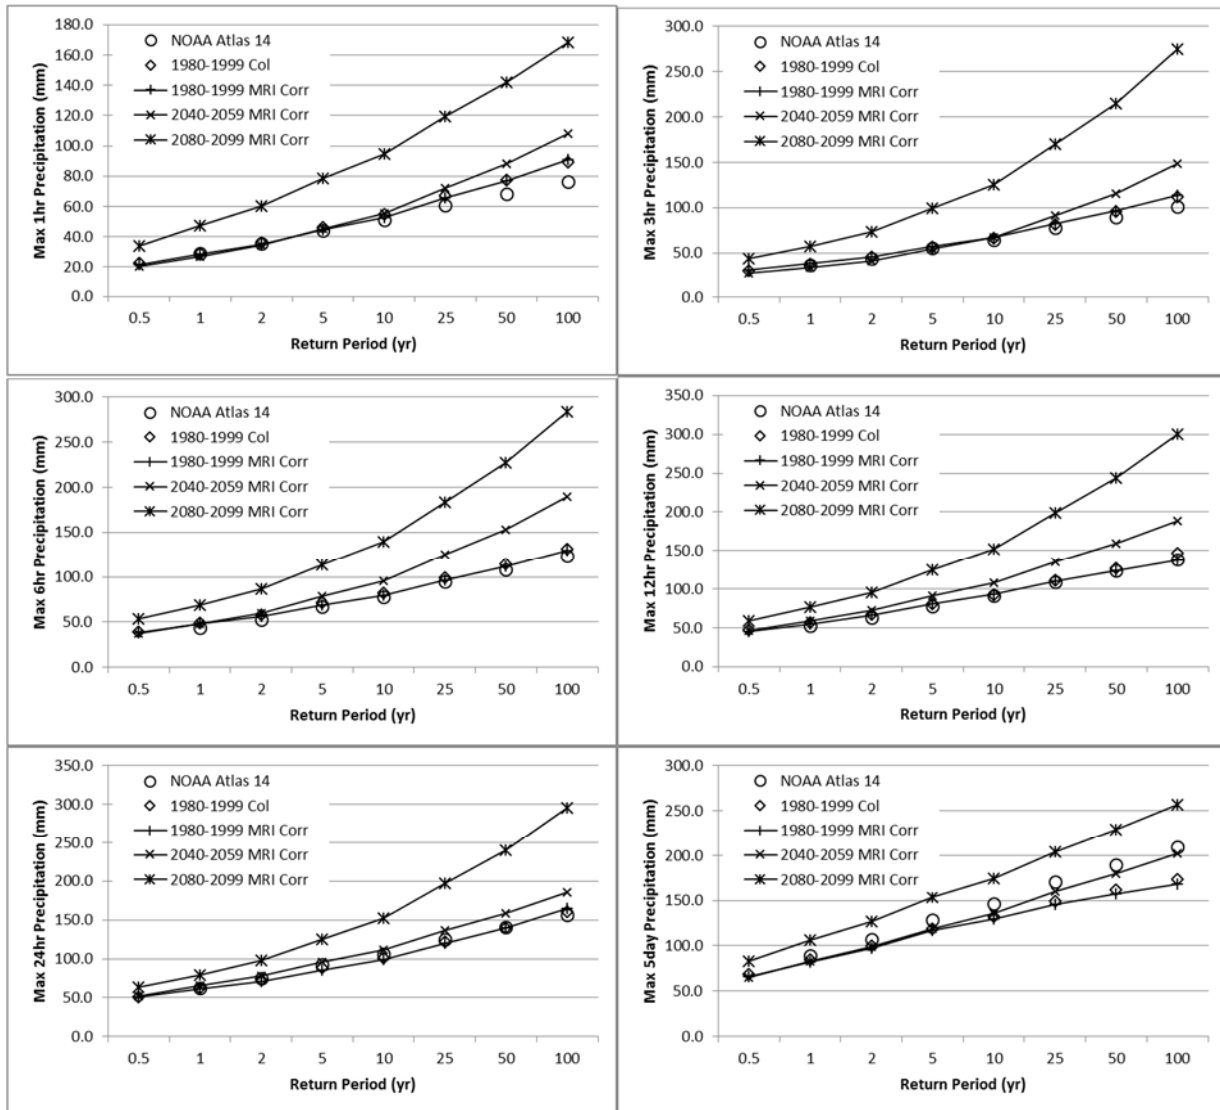 Max 1hr Precipitation (mm)
180.0
160.0
140.0
120.0
100.0
80.0
60.0
40.0
20.0
0.0
NOAA Atlas 14
1980-1999 Col
1980-1999 MRI Corr
2040-2059 MRI Corr
2080-2099 MRI Corr
0.5 1 2 5 10 25 50 100
Return Period (yr)
Max 3hr Precipitation (mm)
300.0
250.0
200.0
150.0
100.0
50.0
0.0
NOAA Atlas 14
1980-1999 Col
1980-1999 MRI Corr
2040-2059 MRI Corr
2080-2099 MRI Corr
0.5 1 2 5 10 25 50 100
Return Period (yr)
Max 6hr Precipitation (mm)
300.0
250.0
200.0
150.0
100.0
50.0
0.0
NOAA Atlas 14
1980-1999 Col
1980-1999 MRI Corr
2040-2059 MRI Corr
2080-2099 MRI Corr
0.5 1 2 5 10 25 50 100
Return Period (yr)
Max 12hr Precipitation (mm)
350.0
300.0
250.0
200.0
150.0
100.0
50.0
0.0
NOAA Atlas 14
1980-1999 Col
1980-1999 MRI Corr
2040-2059 MRI Corr
2080-2099 MRI Corr
0.5 1 2 5 10 25 50 100
Return Period (yr)
Max 24hr Precipitation (mm)
350.0
300.0
250.0
200.0
150.0
100.0
50.0
0.0
NOAA Atlas 14
1980-1999 Col
1980-1999 MRI Corr
2040-2059 MRI Corr
2080-2099 MRI Corr
0.5 1 2 5 10 25 50 100
Return Period (yr)
Max 5day Precipitation (mm)
300.0
250.0
200.0
150.0
100.0
50.0
0.0
NOAA Atlas 14
1980-1999 Col
1980-1999 MRI Corr
2040-2059 MRI Corr
2080-2099 MRI Corr
0.5 1 2 5 10 25 50 100
Return Period (yr)